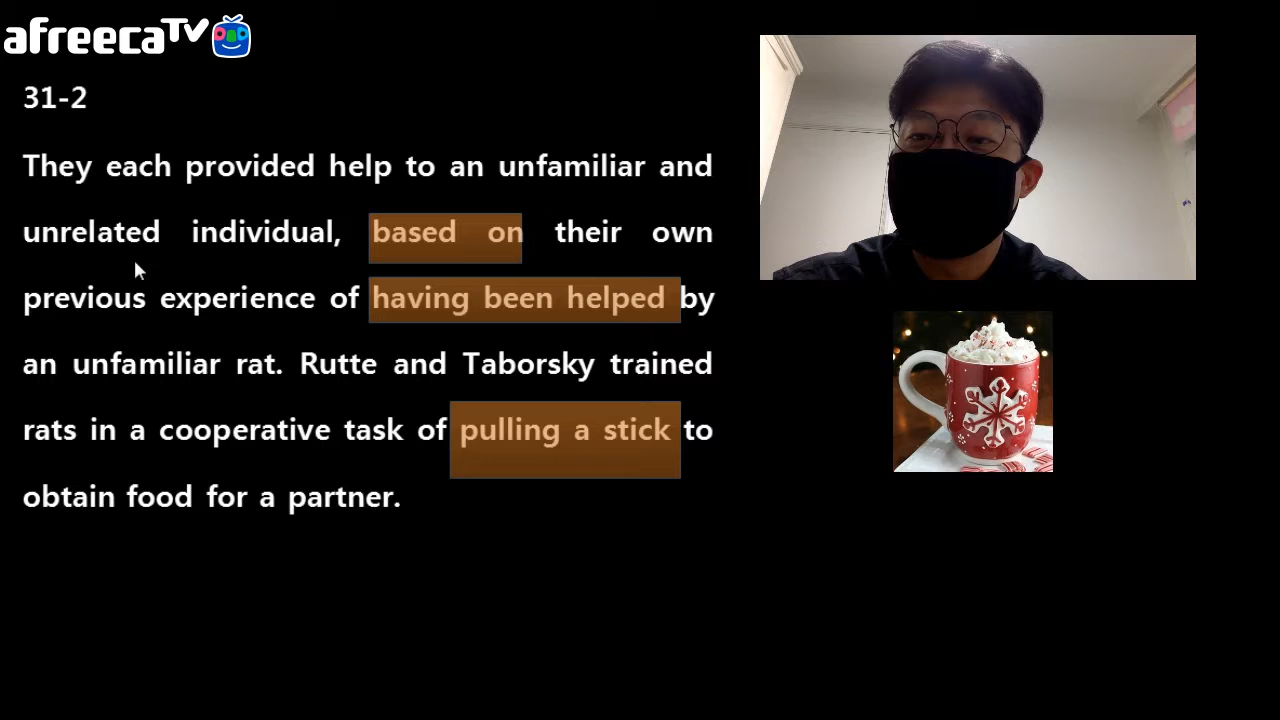 afreecaTV
31-2
They each provided help to an unfamiliar and
unrelated individual, based on their own
previous experience of having been helped by
an unfamiliar rat. Rutte and Taborsky trained
rats in a cooperative task of pulling a stick to
obtain food for a partner.